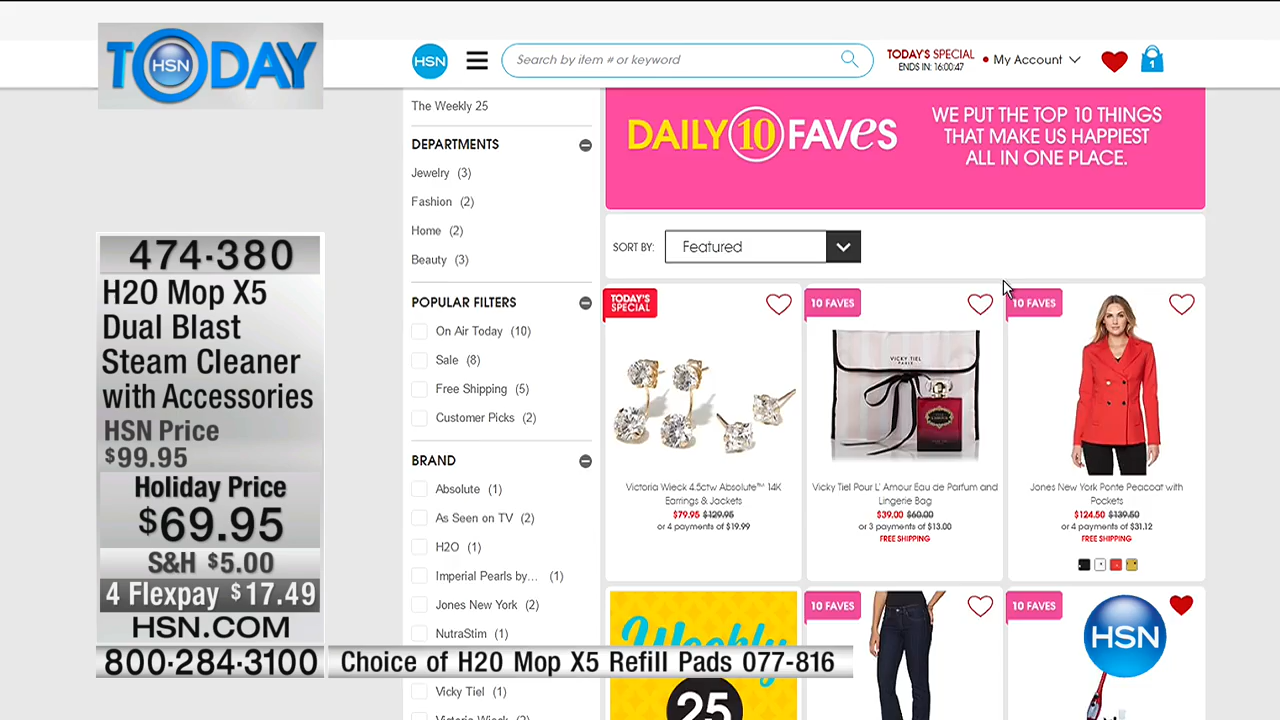 TODAY
HSN
HSN
Search by item # or keyword
TODAY'S SPECIAL
ENDS IN: 16:00:47
My Account
1
The Weekly 25
DEPARTMENTS
Jewelry (3)
Fashion (2)
Home (2)
Beauty (3)
POPULAR FILTERS
On Air Today (10)
Sale (8)
Free Shipping (5)
Customer Picks (2)
BRAND
Absolute (1)
As Seen on TV (2)
H2O (1)
Imperial Pearls by... (1)
Jones New York (2)
NutraStim (1)
Vicky Tiel (1)
DAILY 10 FAVES
WE PUT THE TOP 10 THINGS
THAT MAKE US HAPPIEST
ALL IN ONE PLACE.
SORT BY:
Featured
TODAY'S
SPECIAL
Victoria Wieck 4.5ctw Absolute™ 14K
Earrings & Jackets
$79.95 $129.95
or 4 payments of $19.99
10 FAVES
VICKY TIEL
Vicky Tiel Pour L' Amour Eau de Parfum and
Lingerie Bag
$39.00 $60.00
or 3 payments of $13.00
FREE SHIPPING
10 FAVES
Jones New York Ponte Peacoat with
Pockets
$124.50 $139.50
or 4 payments of $31.12
FREE SHIPPING
Weekly
25
10 FAVES
10 FAVES
HSN
474·380
H20 Mop X5
Dual Blast
Steam Cleaner
with Accessories
HSN Price
$99.95
Holiday Price
$69.95
S&H $5.00
4 Flexpay $17.49
HSN.COM
800·284·3100
Choice of H20 Mop X5 Refill Pads 077-816